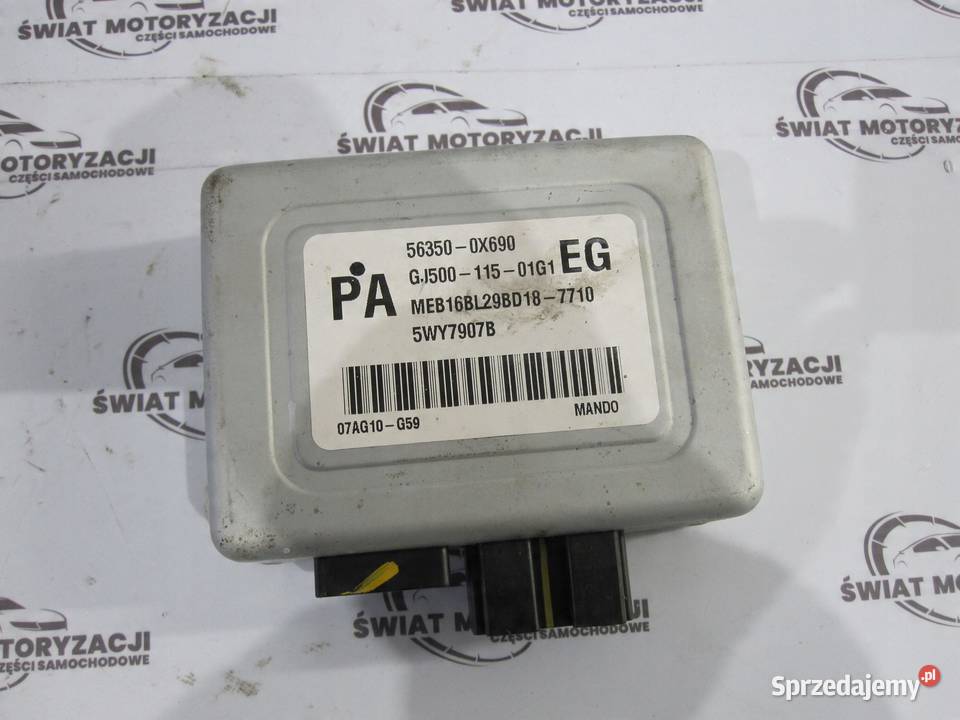 ŚWIAT MOTORYZACJI
CZĘŚCI SAMOCHODOWE
CZĘŚCI SAMOCHODOWE
ŚWIAT MOTORYZACJI
ŚWIAT MOTORYZACJI
MOTORYZACJI
CZĘŚCI SAMOCHODOWE
56350-0X690
PA GJ500-115-01G1 EG
MEB16BL29BD18-7710
5WY7907B
07AG10-G59 MANDO
ŚWIAT MOTORYZACJI
CZĘŚCI SAMOCHODOWE
ŚWIAT
ŚWIAT MOTORYZACJI
CZĘŚCI SAMOCHODOWE
MOTORYZACJI
CZĘŚCI SAMOCHODOWE
Sprzedajemy.pl